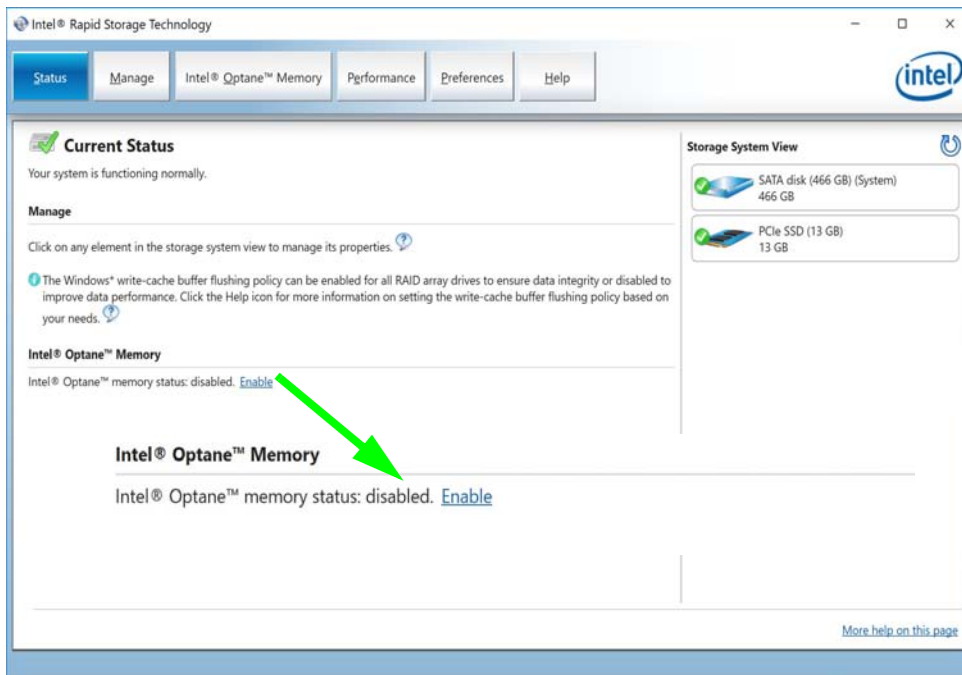 Intel® Rapid Storage Technology
Status
Manage
Intel® Optane™ Memory
Performance
Preferences
Help
intel
Current Status
Your system is functioning normally.
Manage
Click on any element in the storage system view to manage its properties.
The Windows* write-cache buffer flushing policy can be enabled for all RAID array drives to ensure data integrity or disabled to
improve data performance. Click the Help icon for more information on setting the write-cache buffer flushing policy based on
your needs.
Intel® Optane™ Memory
Intel® Optane™ memory status: disabled. Enable
Intel® Optane™ Memory
Intel® Optane™ memory status: disabled. Enable
Storage System View
SATA disk (466 GB) (System)
466 GB
PCIe SSD (13 GB)
13 GB
More help on this page